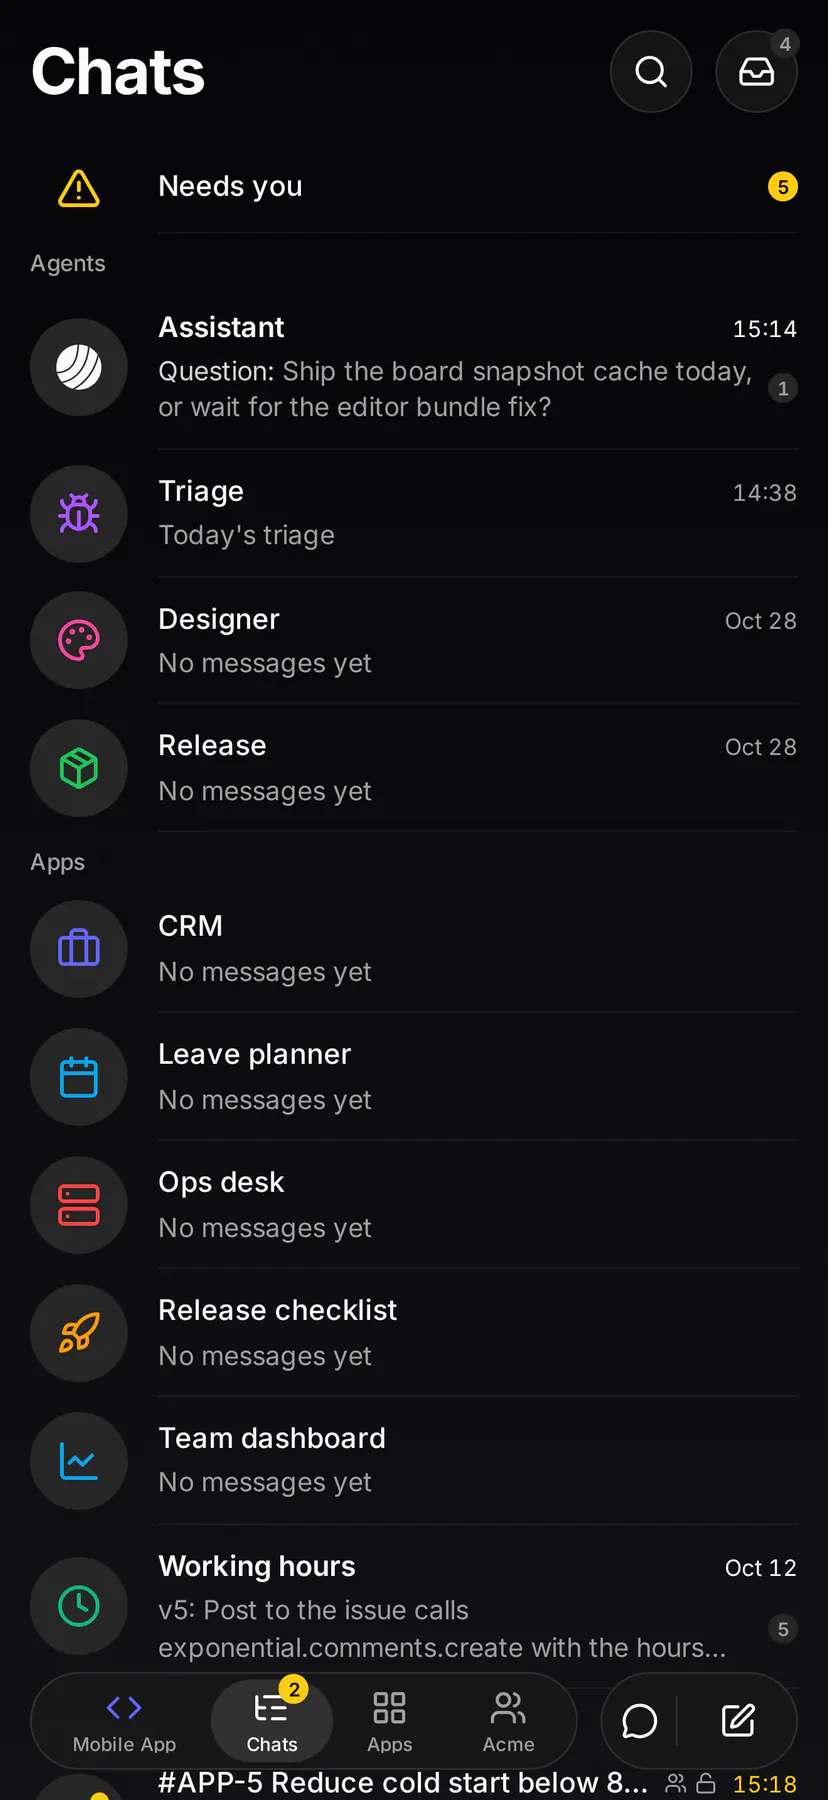 Chats
4
Needs you
5
Agents
Assistant
15:14
Question: Ship the board snapshot cache today,
or wait for the editor bundle fix?
1
Triage
14:38
Today's triage
Designer
Oct 28
No messages yet
Release
Oct 28
No messages yet
Apps
CRM
No messages yet
Leave planner
No messages yet
Ops desk
No messages yet
Release checklist
No messages yet
Team dashboard
No messages yet
Working hours
Oct 12
v5: Post to the issue calls
exponential.comments.create with the hours...
5
Mobile App
2
Chats
Apps
Acme
#APP-5 Reduce cold start below 8...
15:18